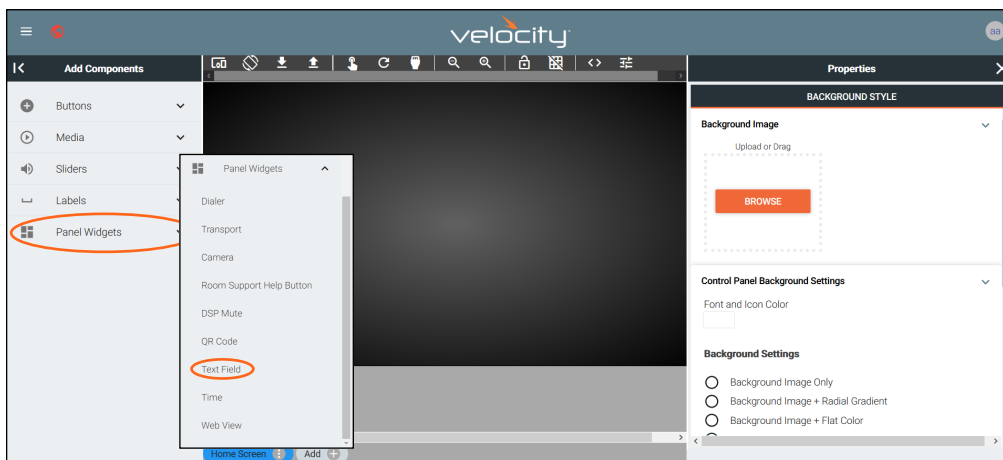 velocity
aa
Add Components
Properties
Buttons
Media
Sliders
Labels
Panel Widgets
Panel Widgets
Dialer
Transport
Camera
Room Support Help Button
DSP Mute
QR Code
Text Field
Time
Web View
Home Screen
Add
BACKGROUND STYLE
Background Image
Upload or Drag
BROWSE
Control Panel Background Settings
Font and Icon Color
Background Settings
Background Image Only
Background Image + Radial Gradient
Background Image + Flat Color